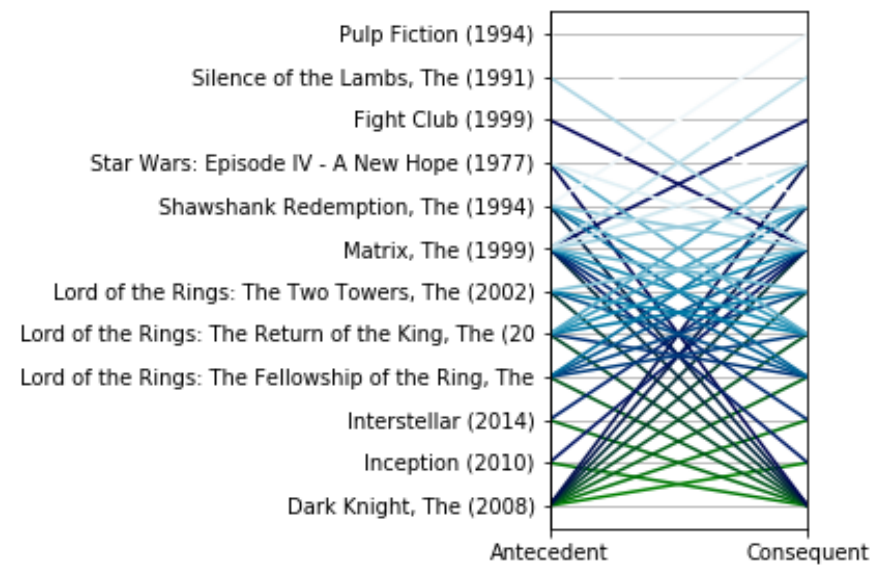 Pulp Fiction (1994)
Silence of the Lambs, The (1991)
Fight Club (1999)
Star Wars: Episode IV - A New Hope (1977)
Shawshank Redemption, The (1994)
Matrix, The (1999)
Lord of the Rings: The Two Towers, The (2002)
Lord of the Rings: The Return of the King, The (20
Lord of the Rings: The Fellowship of the Ring, The
Interstellar (2014)
Inception (2010)
Dark Knight, The (2008)
Antecedent Consequent